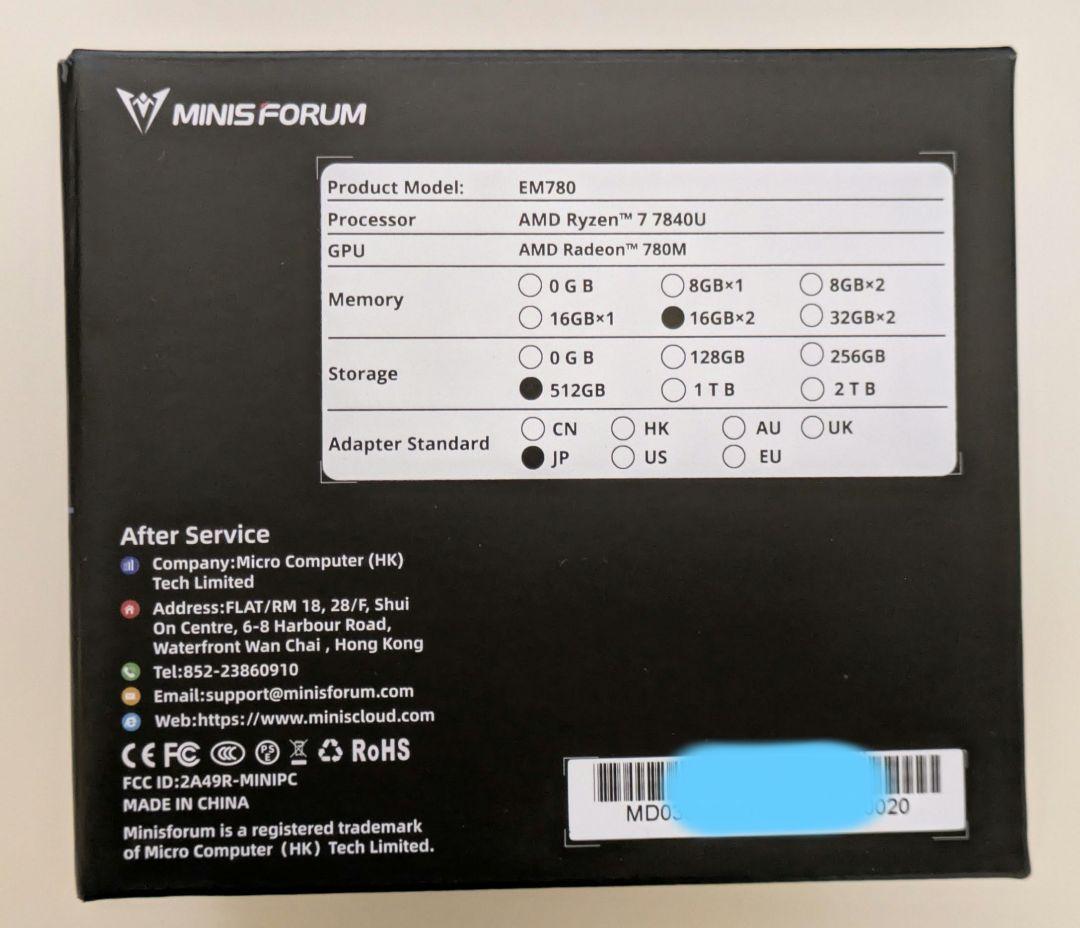 MINISFORUM
Product Model: EM780
Processor AMD Ryzen™ 7 7840U
GPU AMD Radeon™ 780M
Memory 0 G B 8GB×1 8GB×2
16GB×1 16GB×2 32GB×2
Storage 0 G B 128GB 256GB
512GB 1 T B 2 T B
Adapter Standard CN HK AU UK
JP US EU
After Service
Company:Micro Computer (HK)
Tech Limited
Address:FLAT/RM 18, 28/F, Shui
On Centre, 6-8 Harbour Road,
Waterfront Wan Chai , Hong Kong
Tel:852-23860910
Email:support@minisforum.com
Web:https://www.miniscloud.com
CE FC CCC PSE RoHS
FCC ID:2A49R-MINIPC
MADE IN CHINA
Minisforum is a registered trademark
of Micro Computer (HK) Tech Limited.